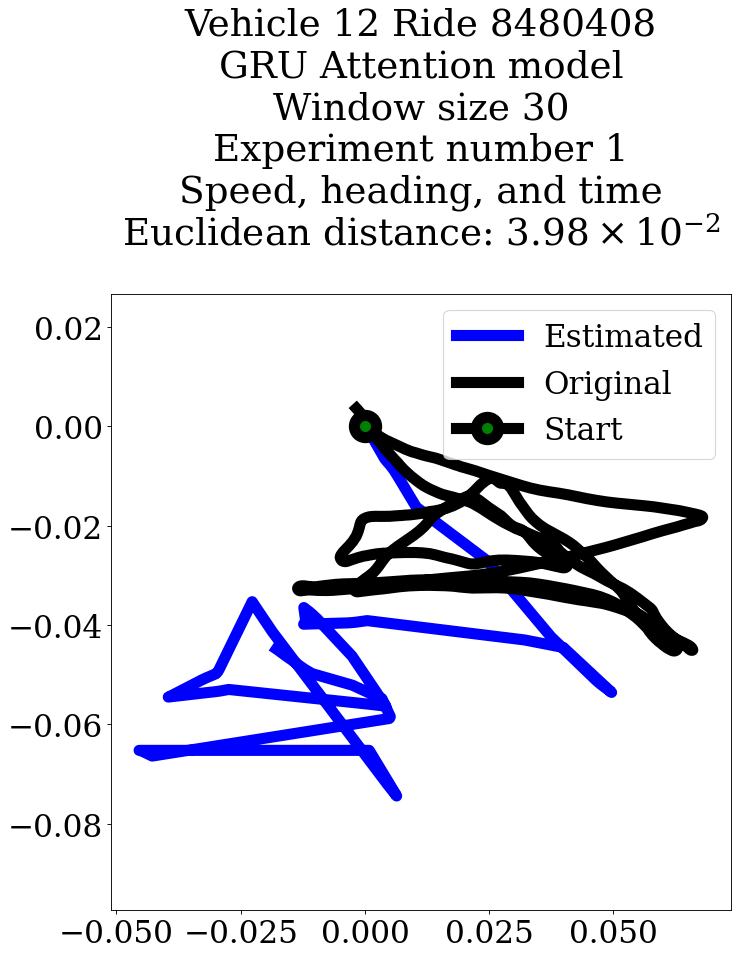 Vehicle 12 Ride 8480408
GRU Attention model
Window size 30
Experiment number 1
Speed, heading, and time
Euclidean distance: 3.98 × 10⁻²
Estimated
Original
Start
0.02
0.00
−0.02
−0.04
−0.06
−0.08
−0.050 −0.025 0.000 0.025 0.050